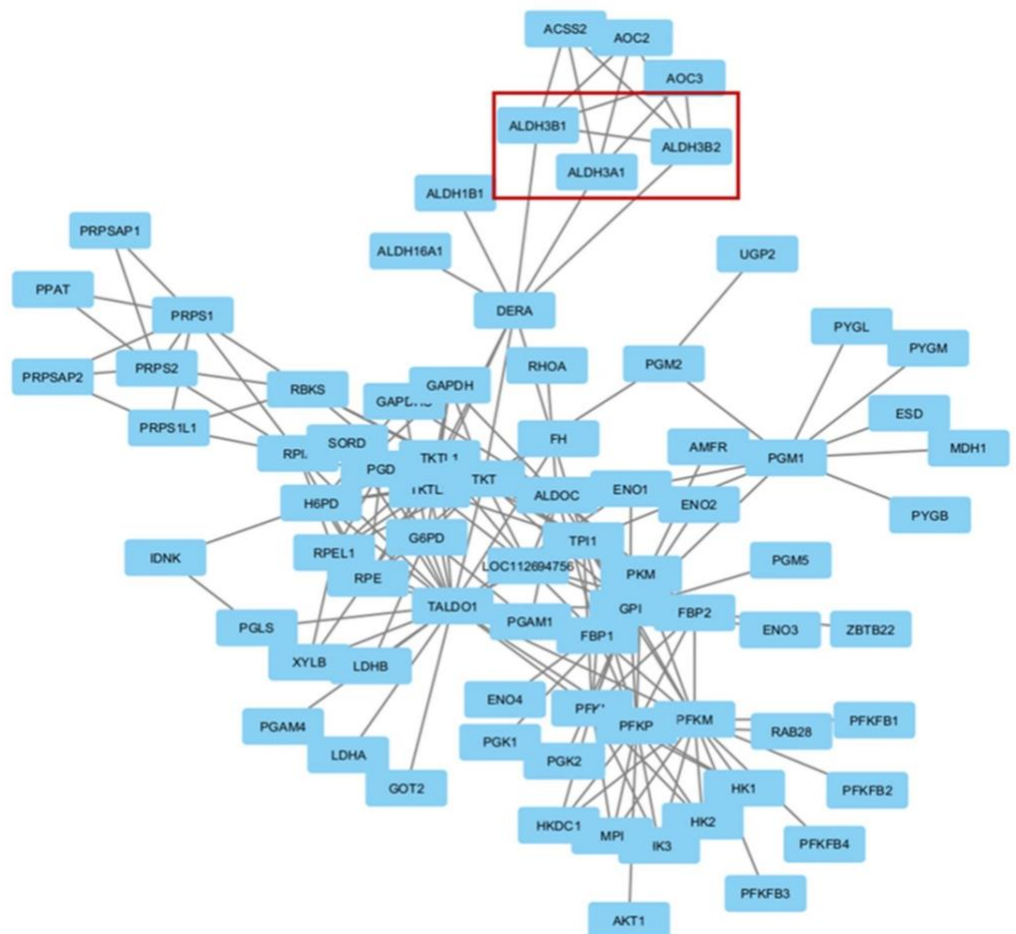 ACSS2
AOC2
AOC3
ALDH3B1
ALDH3B2
ALDH3A1
ALDH1B1
PRPSAP1
ALDH16A1
UGP2
PPAT
DERA
PRPS1
PYGL
PYGM
PRPS2
RHOA
PGM2
PRPSAP2
RBKS
GAPDH
ESD
PRPS1L1
FH
SORD
AMFR
MDH1
PGM1
PGD
TKT
ENO1
ALDOC
H6PD
ENO2
PYGB
G6PD
TPI1
RPEL1
IDNK
LOC112694756
PGM5
RPE
PKM
TALDO1
GPI
FBP2
PGAM1
PGLS
FBP1
ENO3
ZBTB22
XYLB
LDHB
ENO4
PFKP
PFKM
PFKFB1
PGAM4
RAB28
PGK1
LDHA
PGK2
GOT2
HK1
PFKFB2
HK2
HKDC1
MPI
PFKFB4
PFKFB3
AKT1